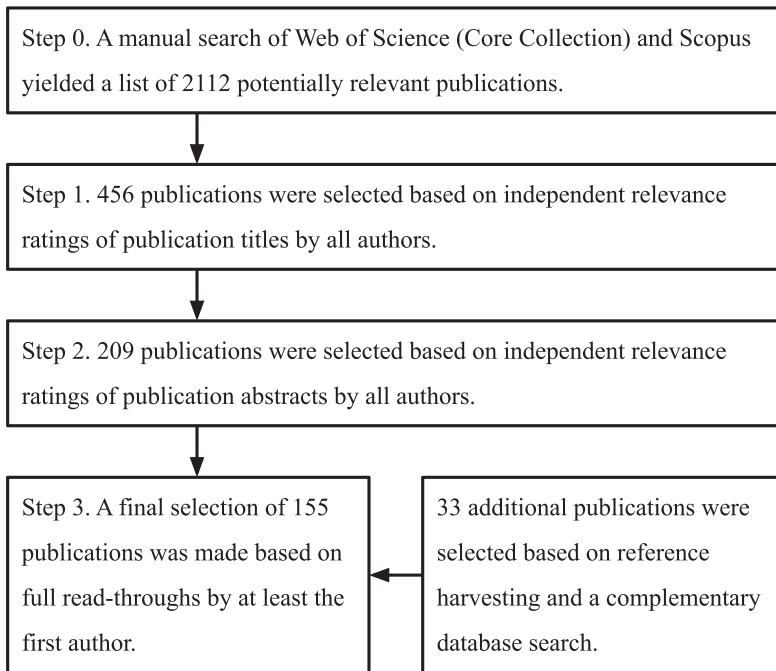 Step 0. A manual search of Web of Science (Core Collection) and Scopus
yielded a list of 2112 potentially relevant publications.
Step 1. 456 publications were selected based on independent relevance
ratings of publication titles by all authors.
Step 2. 209 publications were selected based on independent relevance
ratings of publication abstracts by all authors.
Step 3. A final selection of 155
publications was made based on
full read-throughs by at least the
first author.
33 additional publications were
selected based on reference
harvesting and a complementary
database search.